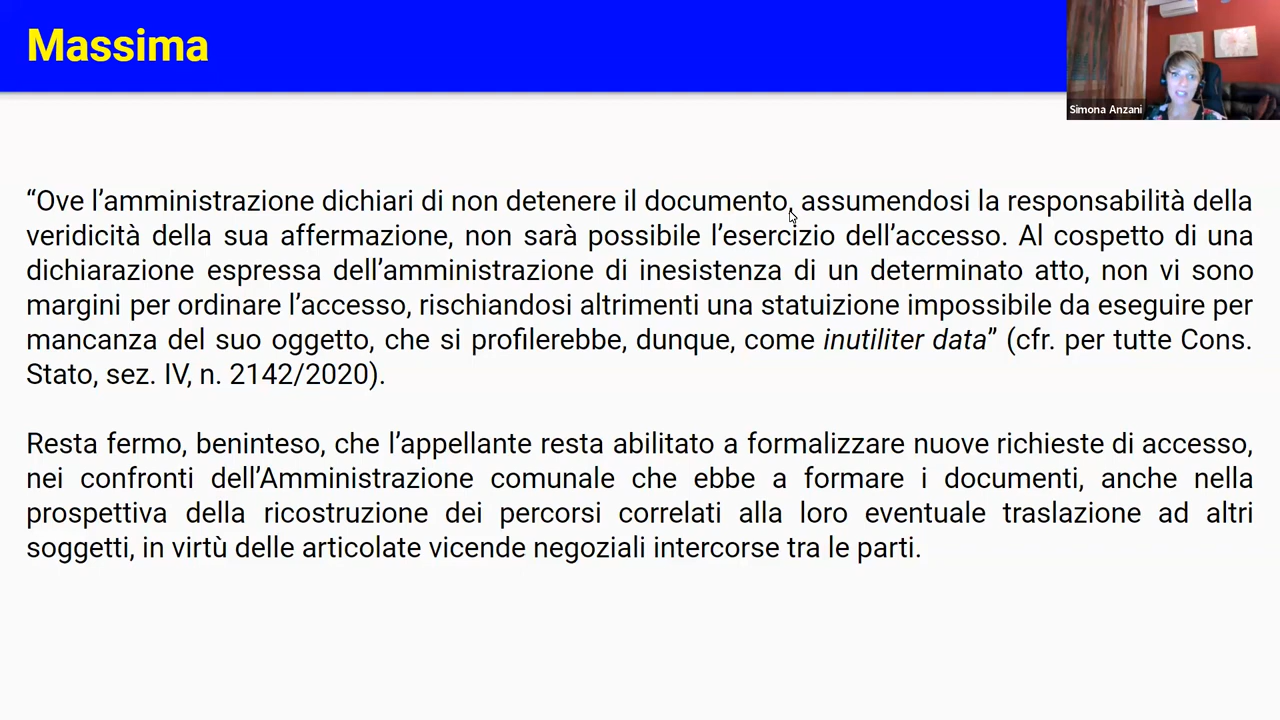 Massima
Simona Anzani
“Ove l’amministrazione dichiari di non detenere il documento, assumendosi la responsabilità della
veridicità della sua affermazione, non sarà possibile l’esercizio dell’accesso. Al cospetto di una
dichiarazione espressa dell’amministrazione di inesistenza di un determinato atto, non vi sono
margini per ordinare l’accesso, rischiandosi altrimenti una statuizione impossibile da eseguire per
mancanza del suo oggetto, che si profilerebbe, dunque, come inutiliter data” (cfr. per tutte Cons.
Stato, sez. IV, n. 2142/2020).
Resta fermo, beninteso, che l’appellante resta abilitato a formalizzare nuove richieste di accesso,
nei confronti dell’Amministrazione comunale che ebbe a formare i documenti, anche nella
prospettiva della ricostruzione dei percorsi correlati alla loro eventuale traslazione ad altri
soggetti, in virtù delle articolate vicende negoziali intercorse tra le parti.